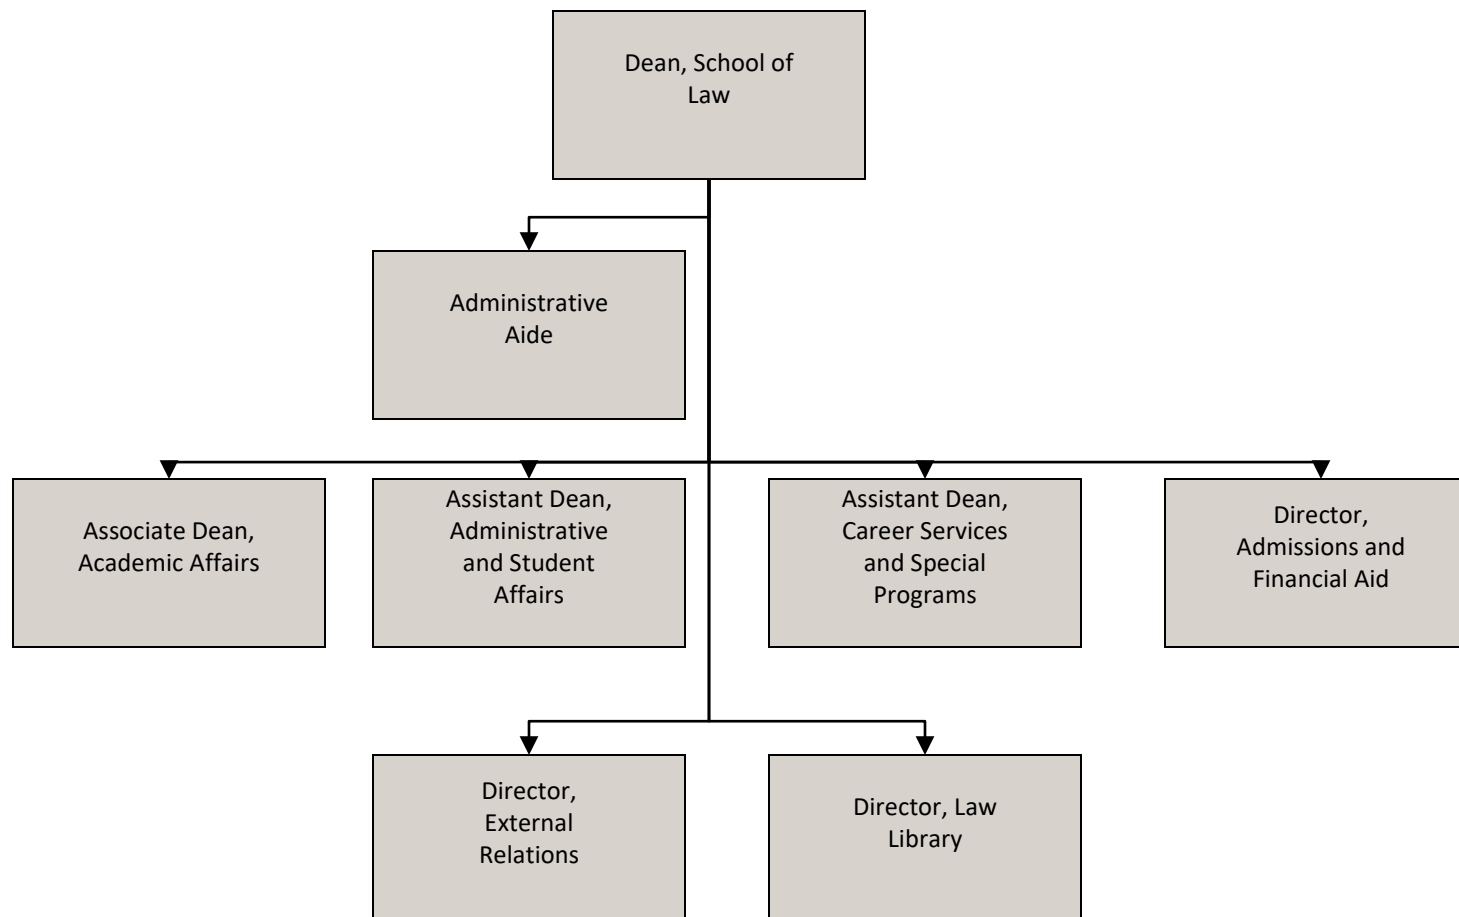 Dean, School of
Law
Administrative
Aide
Associate Dean,
Academic Affairs
Assistant Dean,
Administrative
and Student
Affairs
Assistant Dean,
Career Services
and Special
Programs
Director,
Admissions and
Financial Aid
Director,
External
Relations
Director, Law
Library